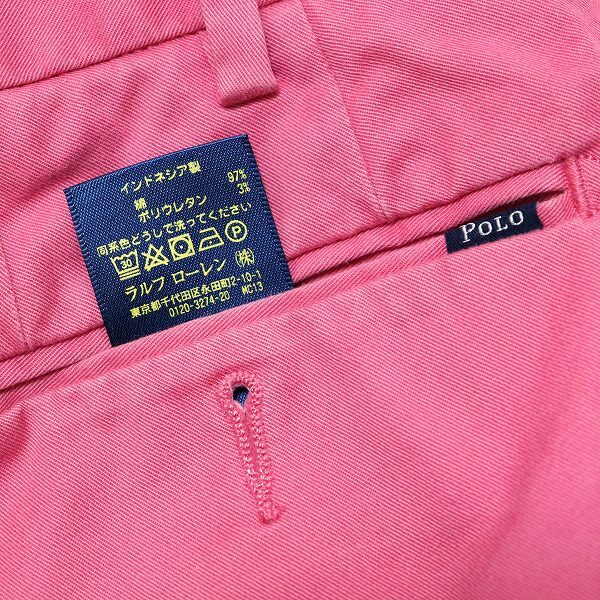 インドネシア製
綿 97%
ポリウレタン 3%
同系色どうしで洗ってください
30 P
ラルフ ローレン (株)
東京都千代田区永田町2-10-1
0120-3274-20 MC13
POLO